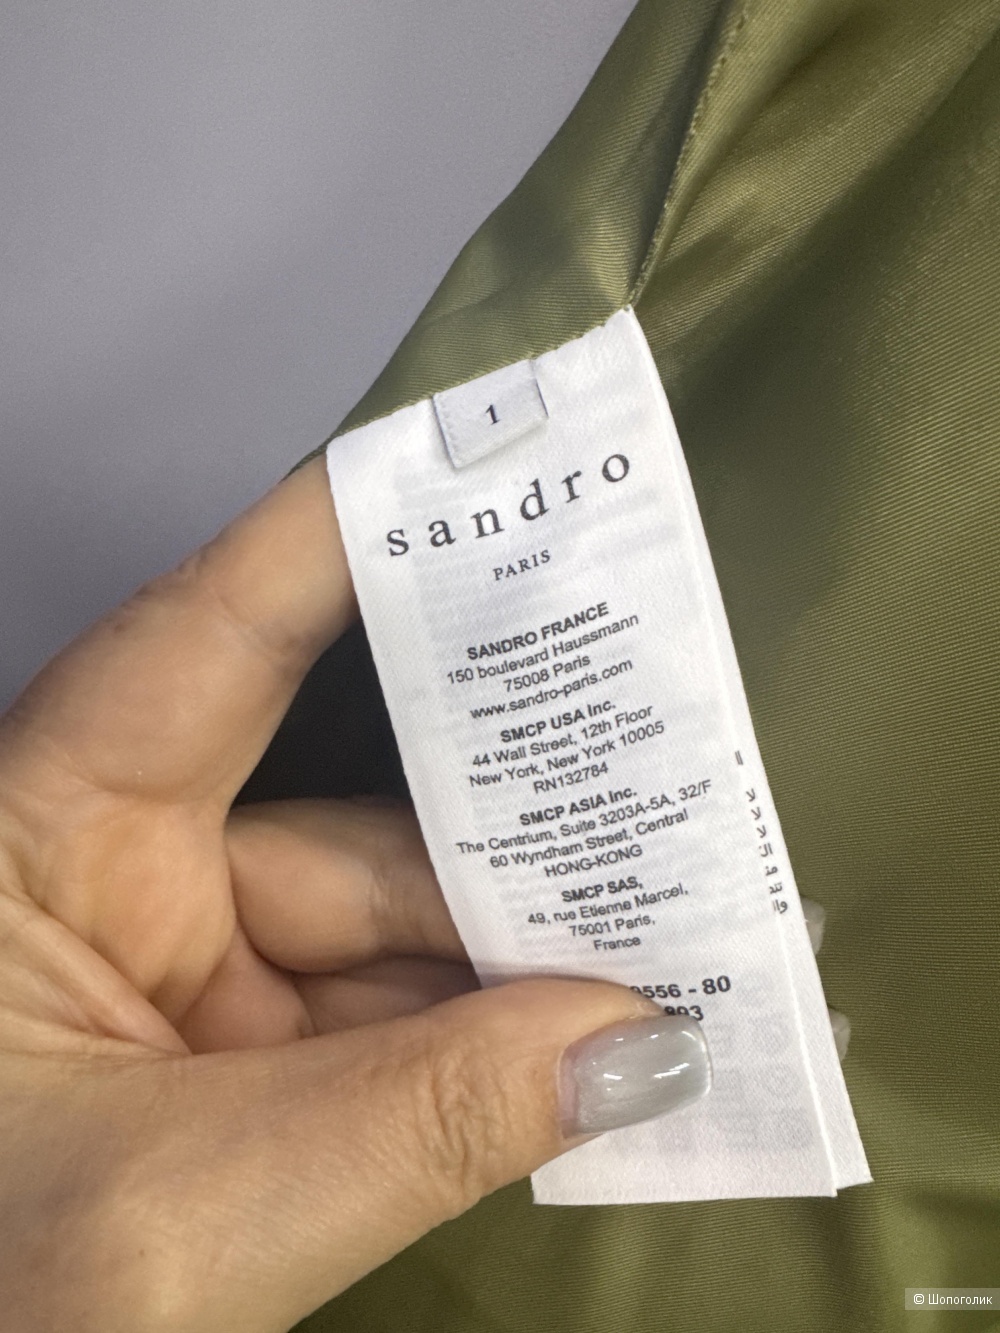 1
sandro
PARIS
SANDRO FRANCE
150 boulevard Haussmann
75008 Paris
www.sandro-paris.com
SMCP USA Inc.
44 Wall Street, 12th Floor
New York, New York 10005
RN132784
SMCP ASIA Inc.
The Centrium, Suite 3203A-5A, 32/F
60 Wyndham Street, Central
HONG-KONG
SMCP SAS,
49, rue Etienne Marcel,
75001 Paris,
France
556 - 80
893
© Шопоголик